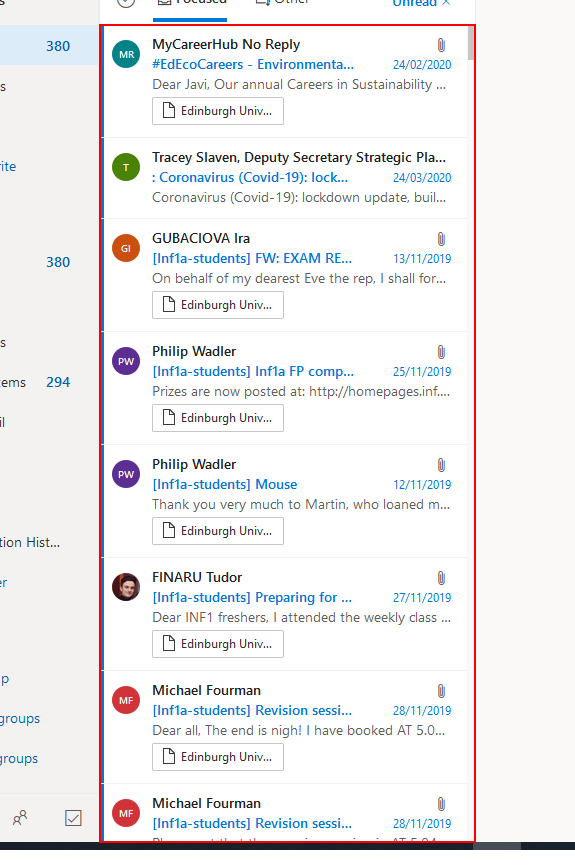 Focused
Other
Unread ×
380
MR
MyCareerHub No Reply
#EdEcoCareers - Environmenta...
24/02/2020
Dear Javi, Our annual Careers in Sustainability ...
Edinburgh Univ...
T
Tracey Slaven, Deputy Secretary Strategic Pla...
: Coronavirus (Covid-19): lock...
24/03/2020
Coronavirus (Covid-19): lockdown update, buil...
380
GI
GUBACIOVA Ira
[Inf1a-students] FW: EXAM RE...
13/11/2019
On behalf of my dearest Eve the rep, I shall for...
Edinburgh Univ...
294
PW
Philip Wadler
[Inf1a-students] Inf1a FP comp...
25/11/2019
Prizes are now posted at: http://homepages.inf....
Edinburgh Univ...
PW
Philip Wadler
[Inf1a-students] Mouse
12/11/2019
Thank you very much to Martin, who loaned m...
Edinburgh Univ...
tion Hist...
FINARU Tudor
[Inf1a-students] Preparing for ...
27/11/2019
Dear INF1 freshers, I attended the weekly class ...
Edinburgh Univ...
groups
groups
MF
Michael Fourman
[Inf1a-students] Revision sessi...
28/11/2019
Dear all, The end is nigh! I have booked AT 5.0...
Edinburgh Univ...
MF
Michael Fourman
[Inf1a-students] Revision sessi...
28/11/2019